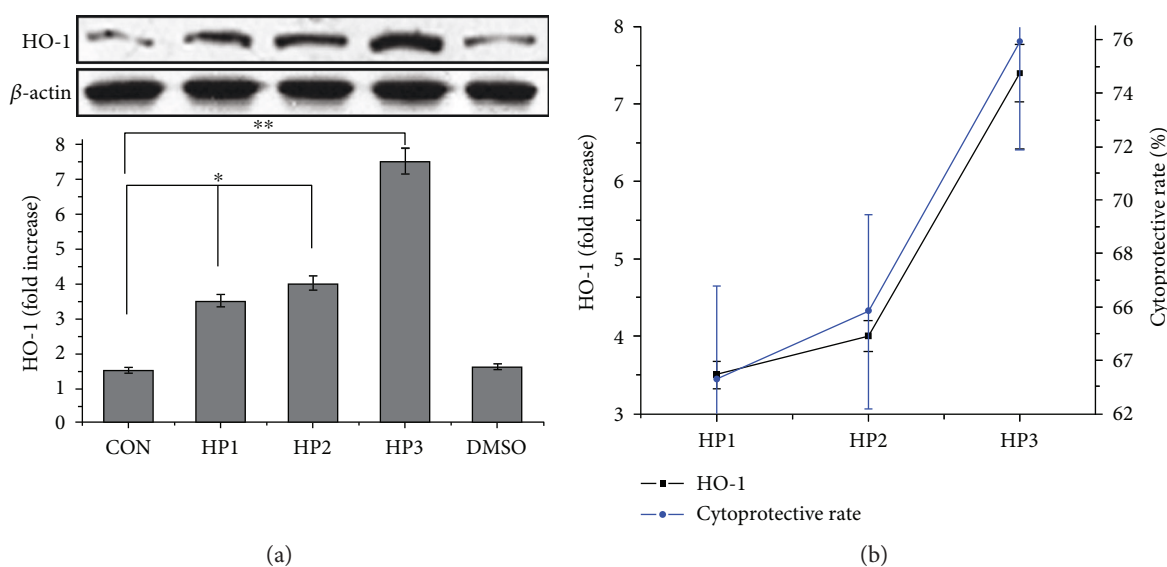 HO-1
β-actin
**
*
8
7
6
5
4
3
2
1
0
HO-1 (fold increase)
CON HP1 HP2 HP3 DMSO
(a)
8
7
6
5
4
3
HO-1 (fold increase)
76
74
72
70
68
66
67
62
Cytoprotective rate (%)
HP1 HP2 HP3
HO-1
Cytoprotective rate
(b)